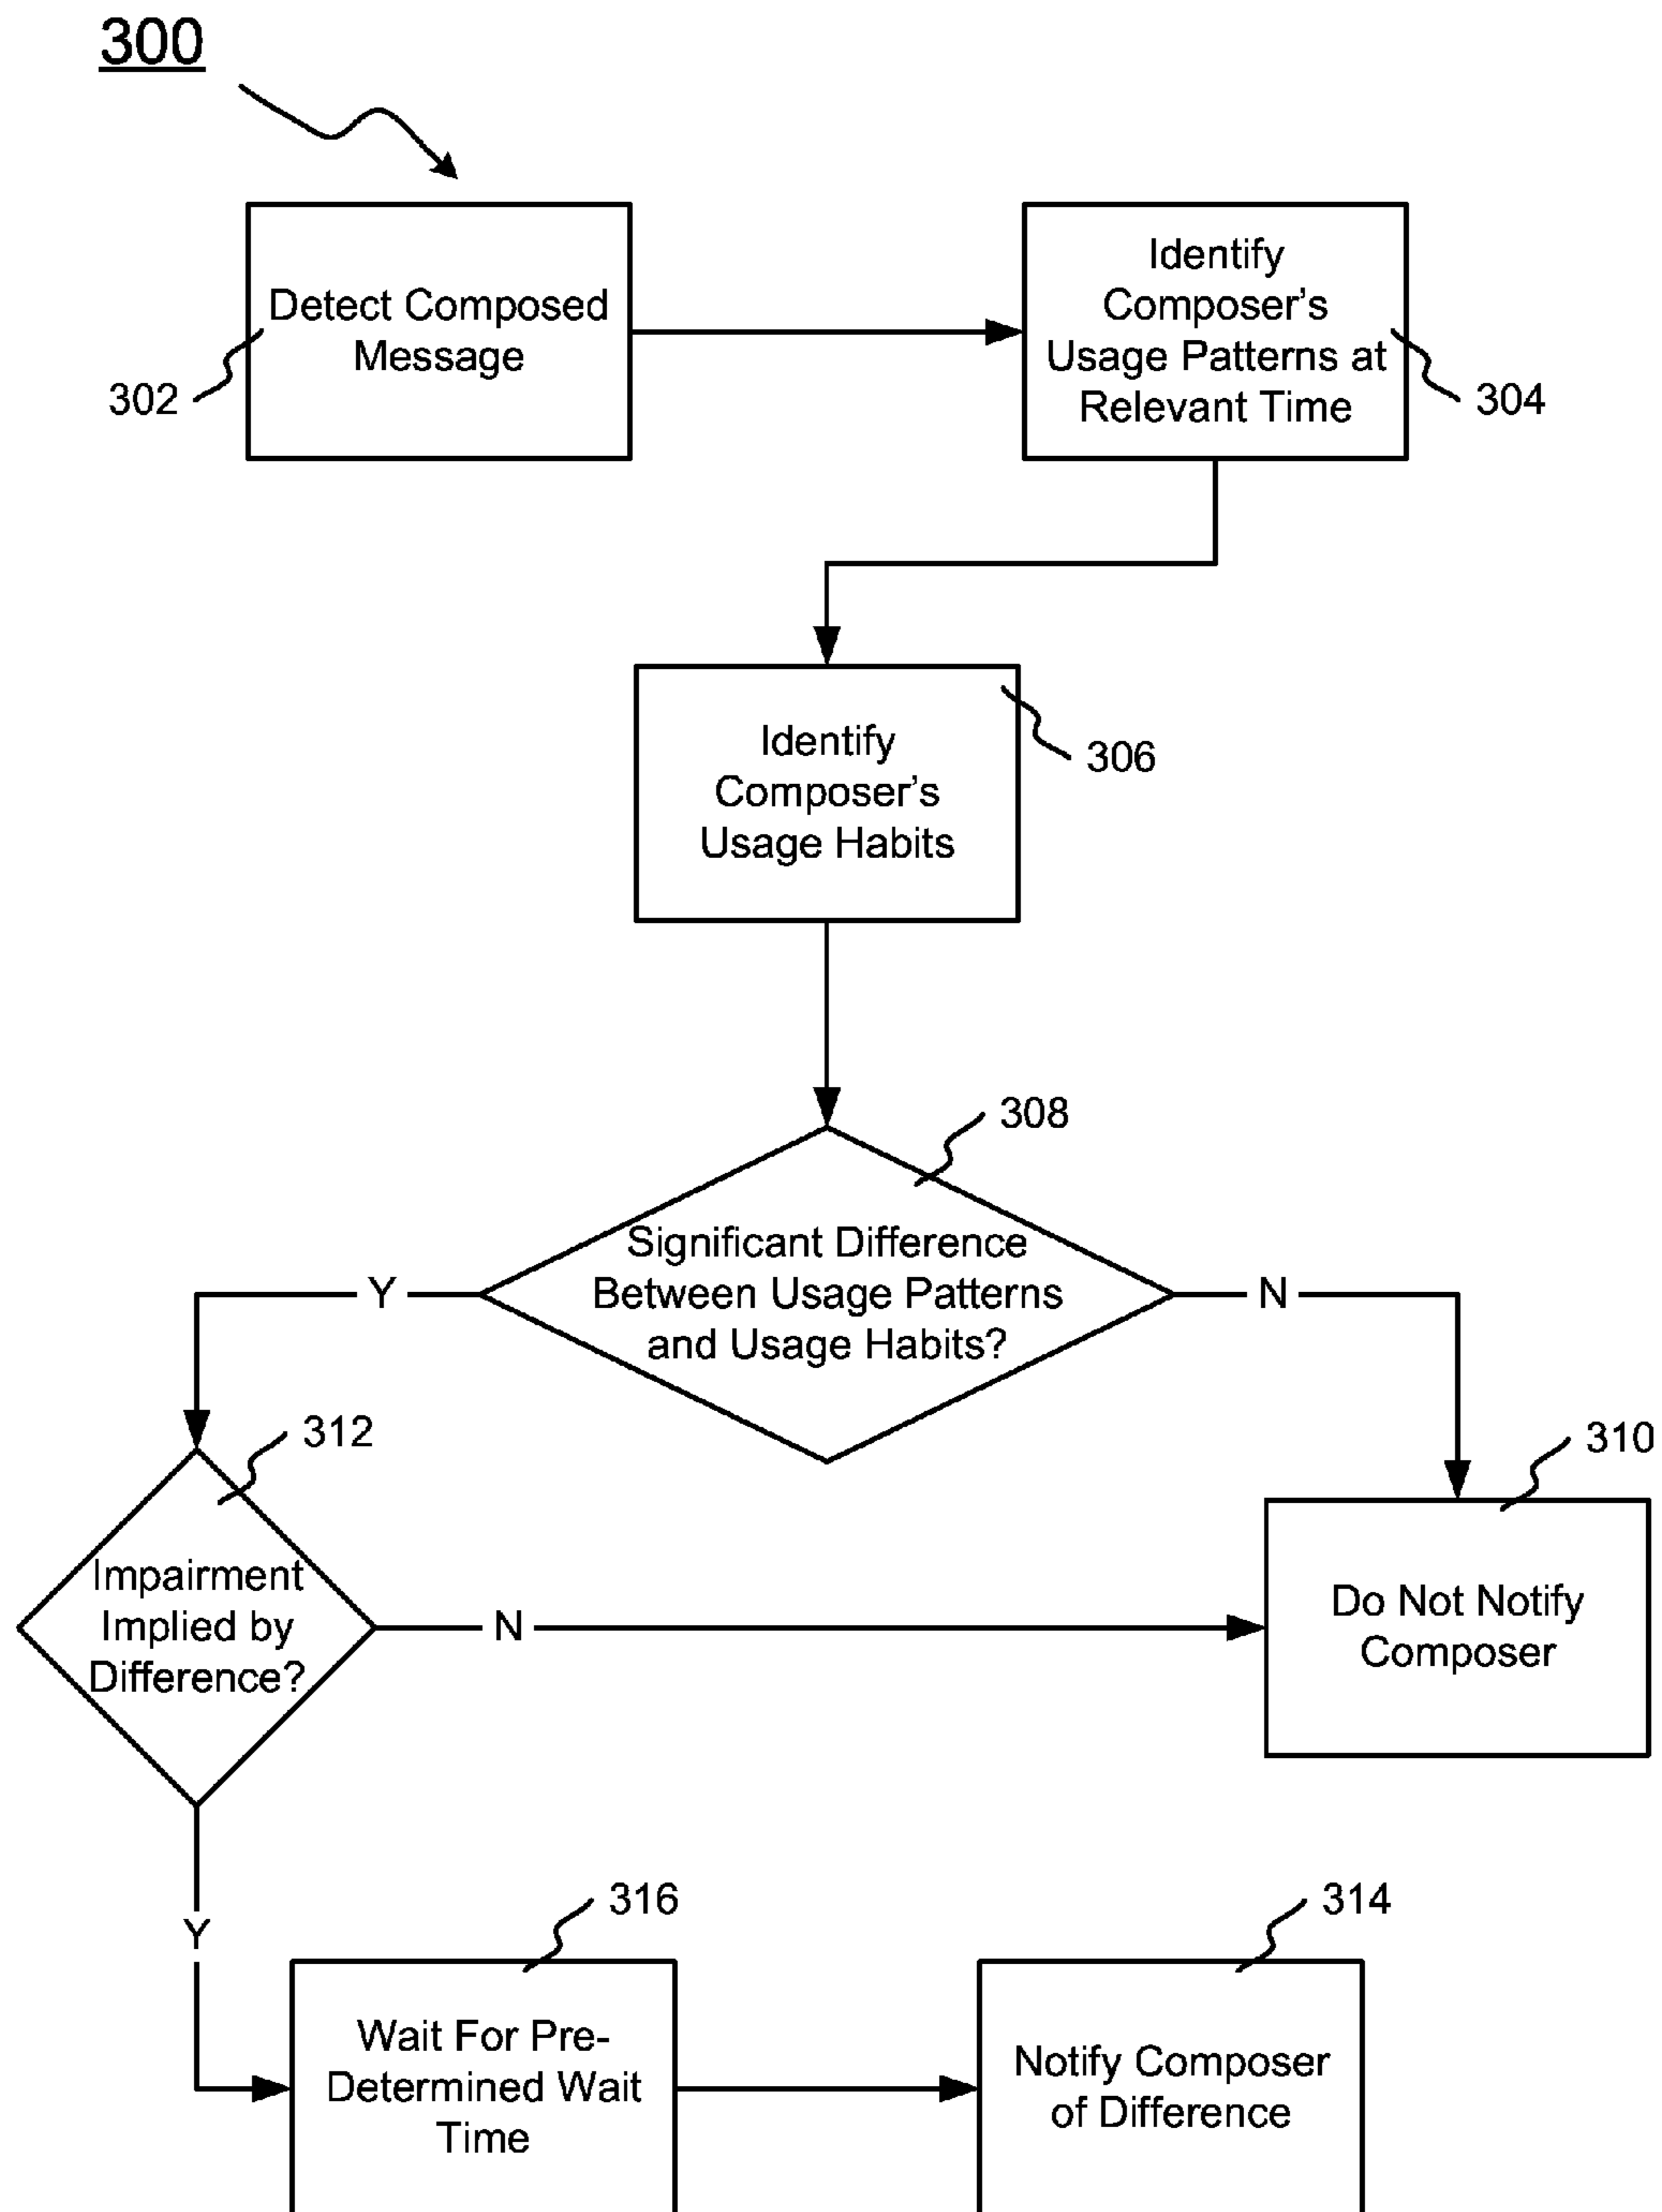 300
Detect Composed
Message
302
Identify
Composer’s
Usage Patterns at
Relevant Time
304
Identify
Composer’s
Usage Habits
306
308
Significant Difference
Between Usage Patterns
and Usage Habits?
Y
N
312
Impairment
Implied by
Difference?
N
310
Do Not Notify
Composer
Y
316
Wait For Pre-
Determined Wait
Time
314
Notify Composer
of Difference